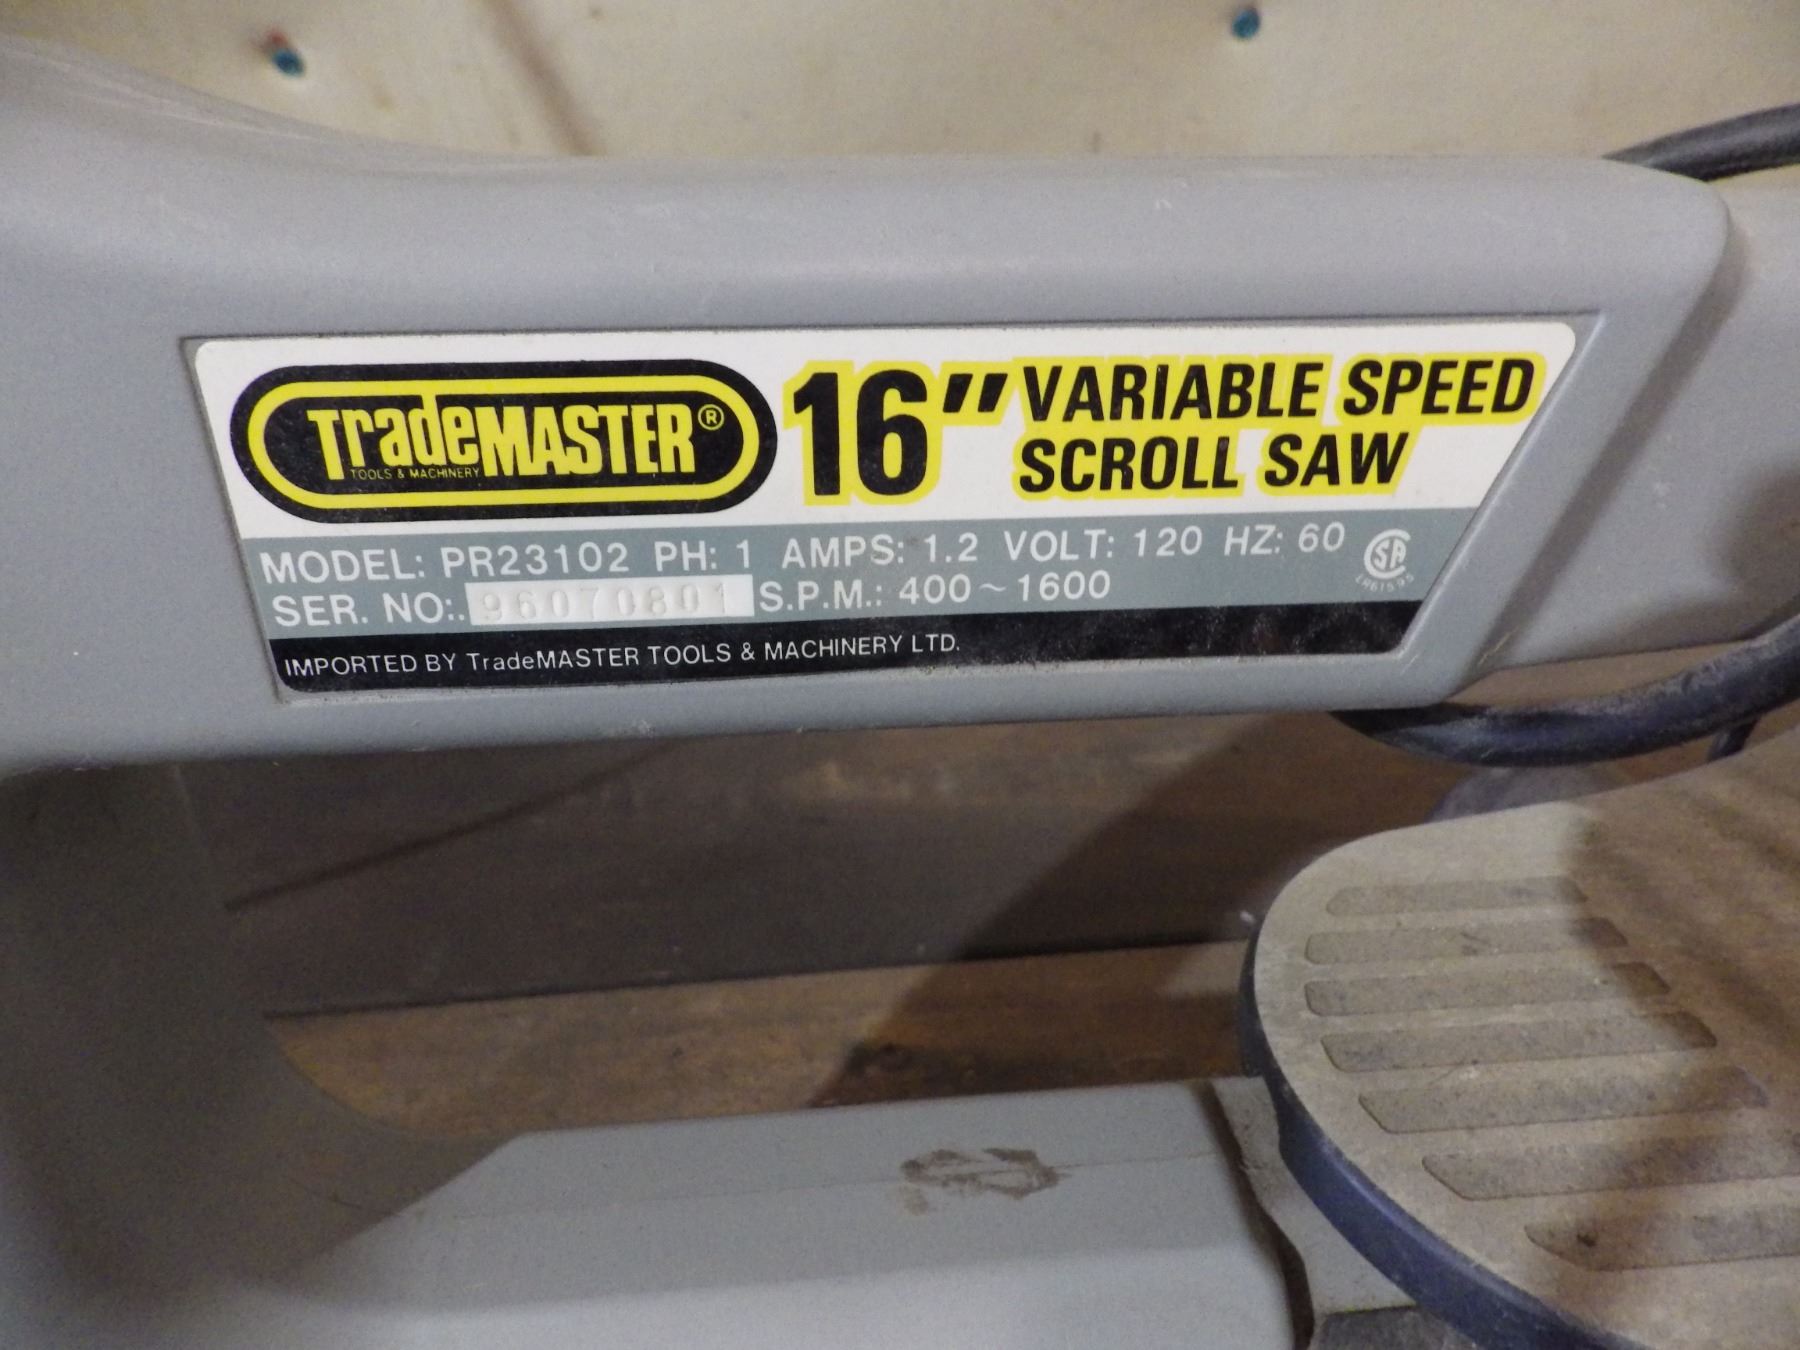 TradeMASTER®
TOOLS & MACHINERY
16" VARIABLE SPEED
SCROLL SAW
MODEL: PR23102 PH: 1 AMPS: 1.2 VOLT: 120 HZ: 60
SER. NO:. 96070801 S.P.M.: 400~1600
LR61595
IMPORTED BY TradeMASTER TOOLS & MACHINERY LTD.